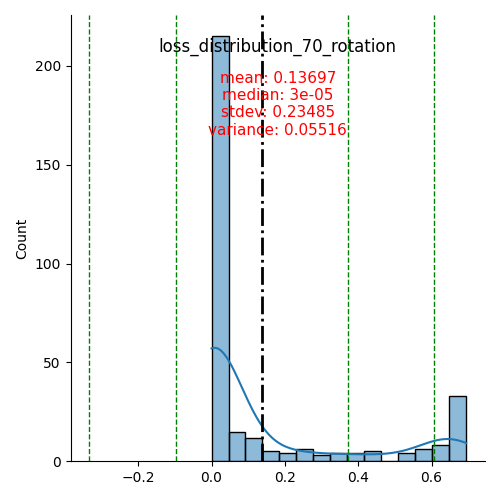 loss_distribution_70_rotation
mean: 0.13697
median: 3e-05
stdev: 0.23485
variance: 0.05516
200
150
100
50
0
Count
−0.2 0.0 0.2 0.4 0.6